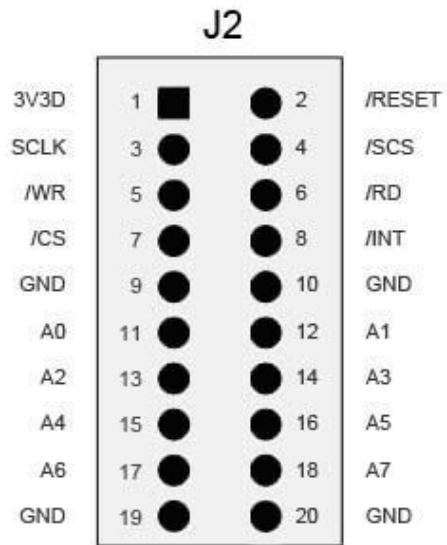 J2
3V3D 1 2 /RESET
SCLK 3 4 /SCS
/WR 5 6 /RD
/CS 7 8 /INT
GND 9 10 GND
A0 11 12 A1
A2 13 14 A3
A4 15 16 A5
A6 17 18 A7
GND 19 20 GND